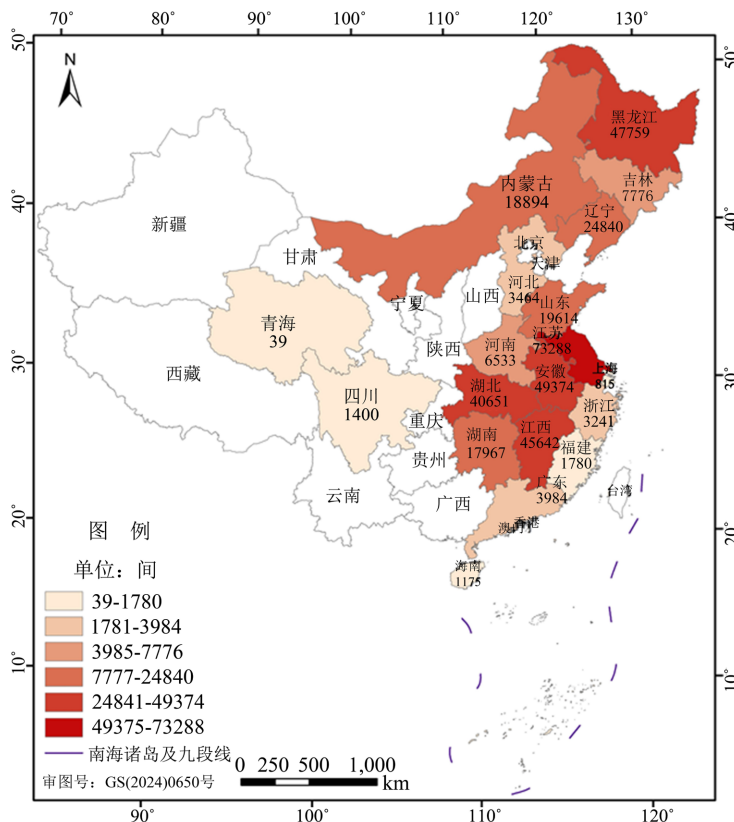 70° 80° 90° 100° 110° 120° 130°
50°
50°
N
黑龙江
47759
吉林
7776
内蒙古
18894
辽宁
24840
40°
40°
新疆
甘肃
北京
天津
河北
3464
山西
宁夏
山东
19614
青海
39
江苏
73288
陕西
河南
6533
30°
30°
西藏
安徽
49374
上海
815
四川
1400
湖北
40651
浙江
3241
重庆
湖南
17967
江西
45642
福建
1780
贵州
云南
广西
广东
3984
台湾
20°
20°
香港
澳门
海南
1175
图 例
单位：间
39-1780
1781-3984
3985-7776
7777-24840
24841-49374
49375-73288
10°
10°
南海诸岛及九段线
审图号：GS(2024)0650号
0 250 500 1,000
km
90° 100° 110° 120°